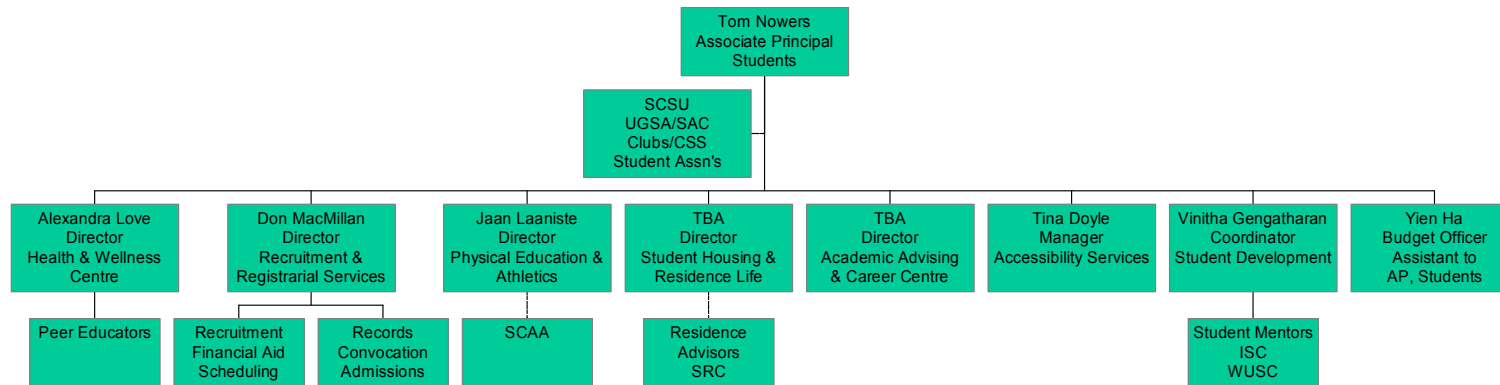 Tom Nowers
Associate Principal
Students
SCSU
UGSA/SAC
Clubs/CSS
Student Assn's
Alexandra Love
Director
Health & Wellness
Centre
Don MacMillan
Director
Recruitment &
Registrarial Services
Jaan Laaniste
Director
Physical Education &
Athletics
TBA
Director
Student Housing &
Residence Life
TBA
Director
Academic Advising
& Career Centre
Tina Doyle
Manager
Accessibility Services
Vinitha Gengatharan
Coordinator
Student Development
Yien Ha
Budget Officer
Assistant to
AP, Students
Peer Educators
Recruitment
Financial Aid
Scheduling
Records
Convocation
Admissions
SCAA
Residence
Advisors
SRC
Student Mentors
ISC
WUSC